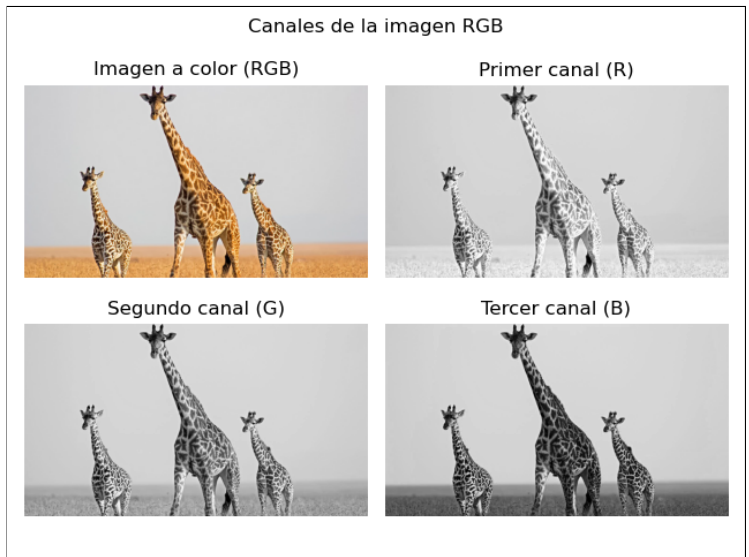 Canales de la imagen RGB
Imagen a color (RGB)
Primer canal (R)
Segundo canal (G)
Tercer canal (B)